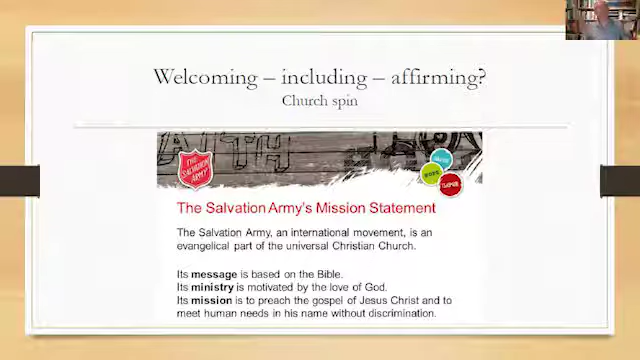 Welcoming – including – affirming?
Church spin
THE
SALVATION
ARMY
The Salvation Army's Mission Statement
The Salvation Army, an international movement, is an
evangelical part of the universal Christian Church.
Its message is based on the Bible.
Its ministry is motivated by the love of God.
Its mission is to preach the gospel of Jesus Christ and to
meet human needs in his name without discrimination.